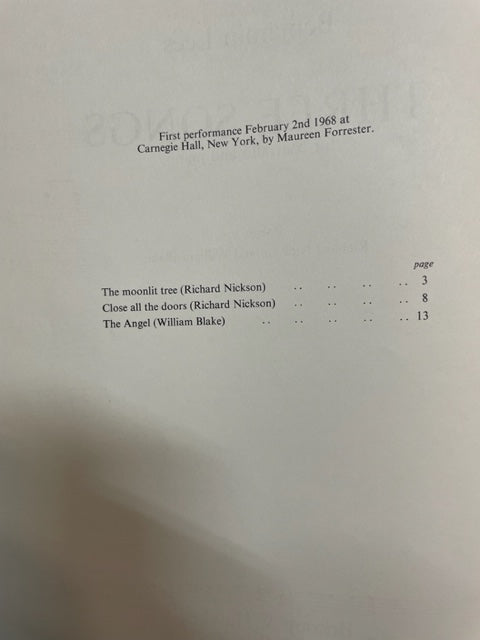 First performance February 2nd 1968 at
Carnegie Hall, New York, by Maureen Forrester.
page
The moonlit tree (Richard Nickson) .. .. .. .. 3
Close all the doors (Richard Nickson) .. .. .. .. 8
The Angel (William Blake) .. .. .. .. .. 13